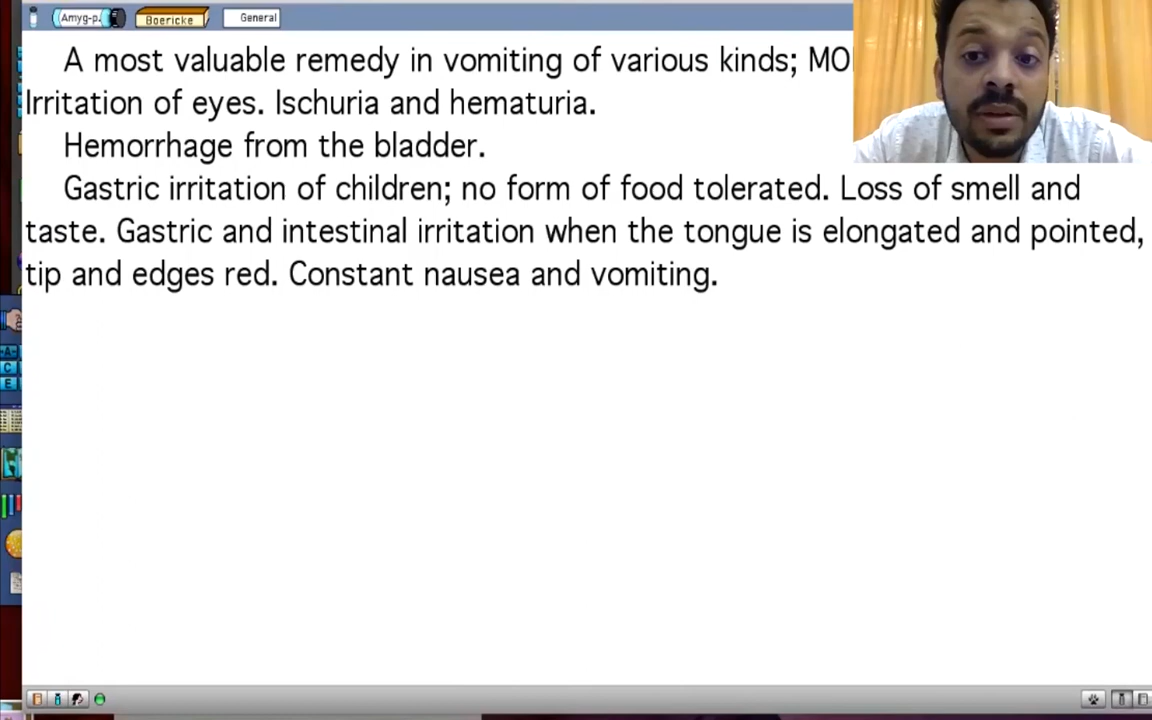 Amyg-p. Boericke General
A most valuable remedy in vomiting of various kinds; MO
Irritation of eyes. Ischuria and hematuria.
Hemorrhage from the bladder.
Gastric irritation of children; no form of food tolerated. Loss of smell and
taste. Gastric and intestinal irritation when the tongue is elongated and pointed,
tip and edges red. Constant nausea and vomiting.
A
C
E